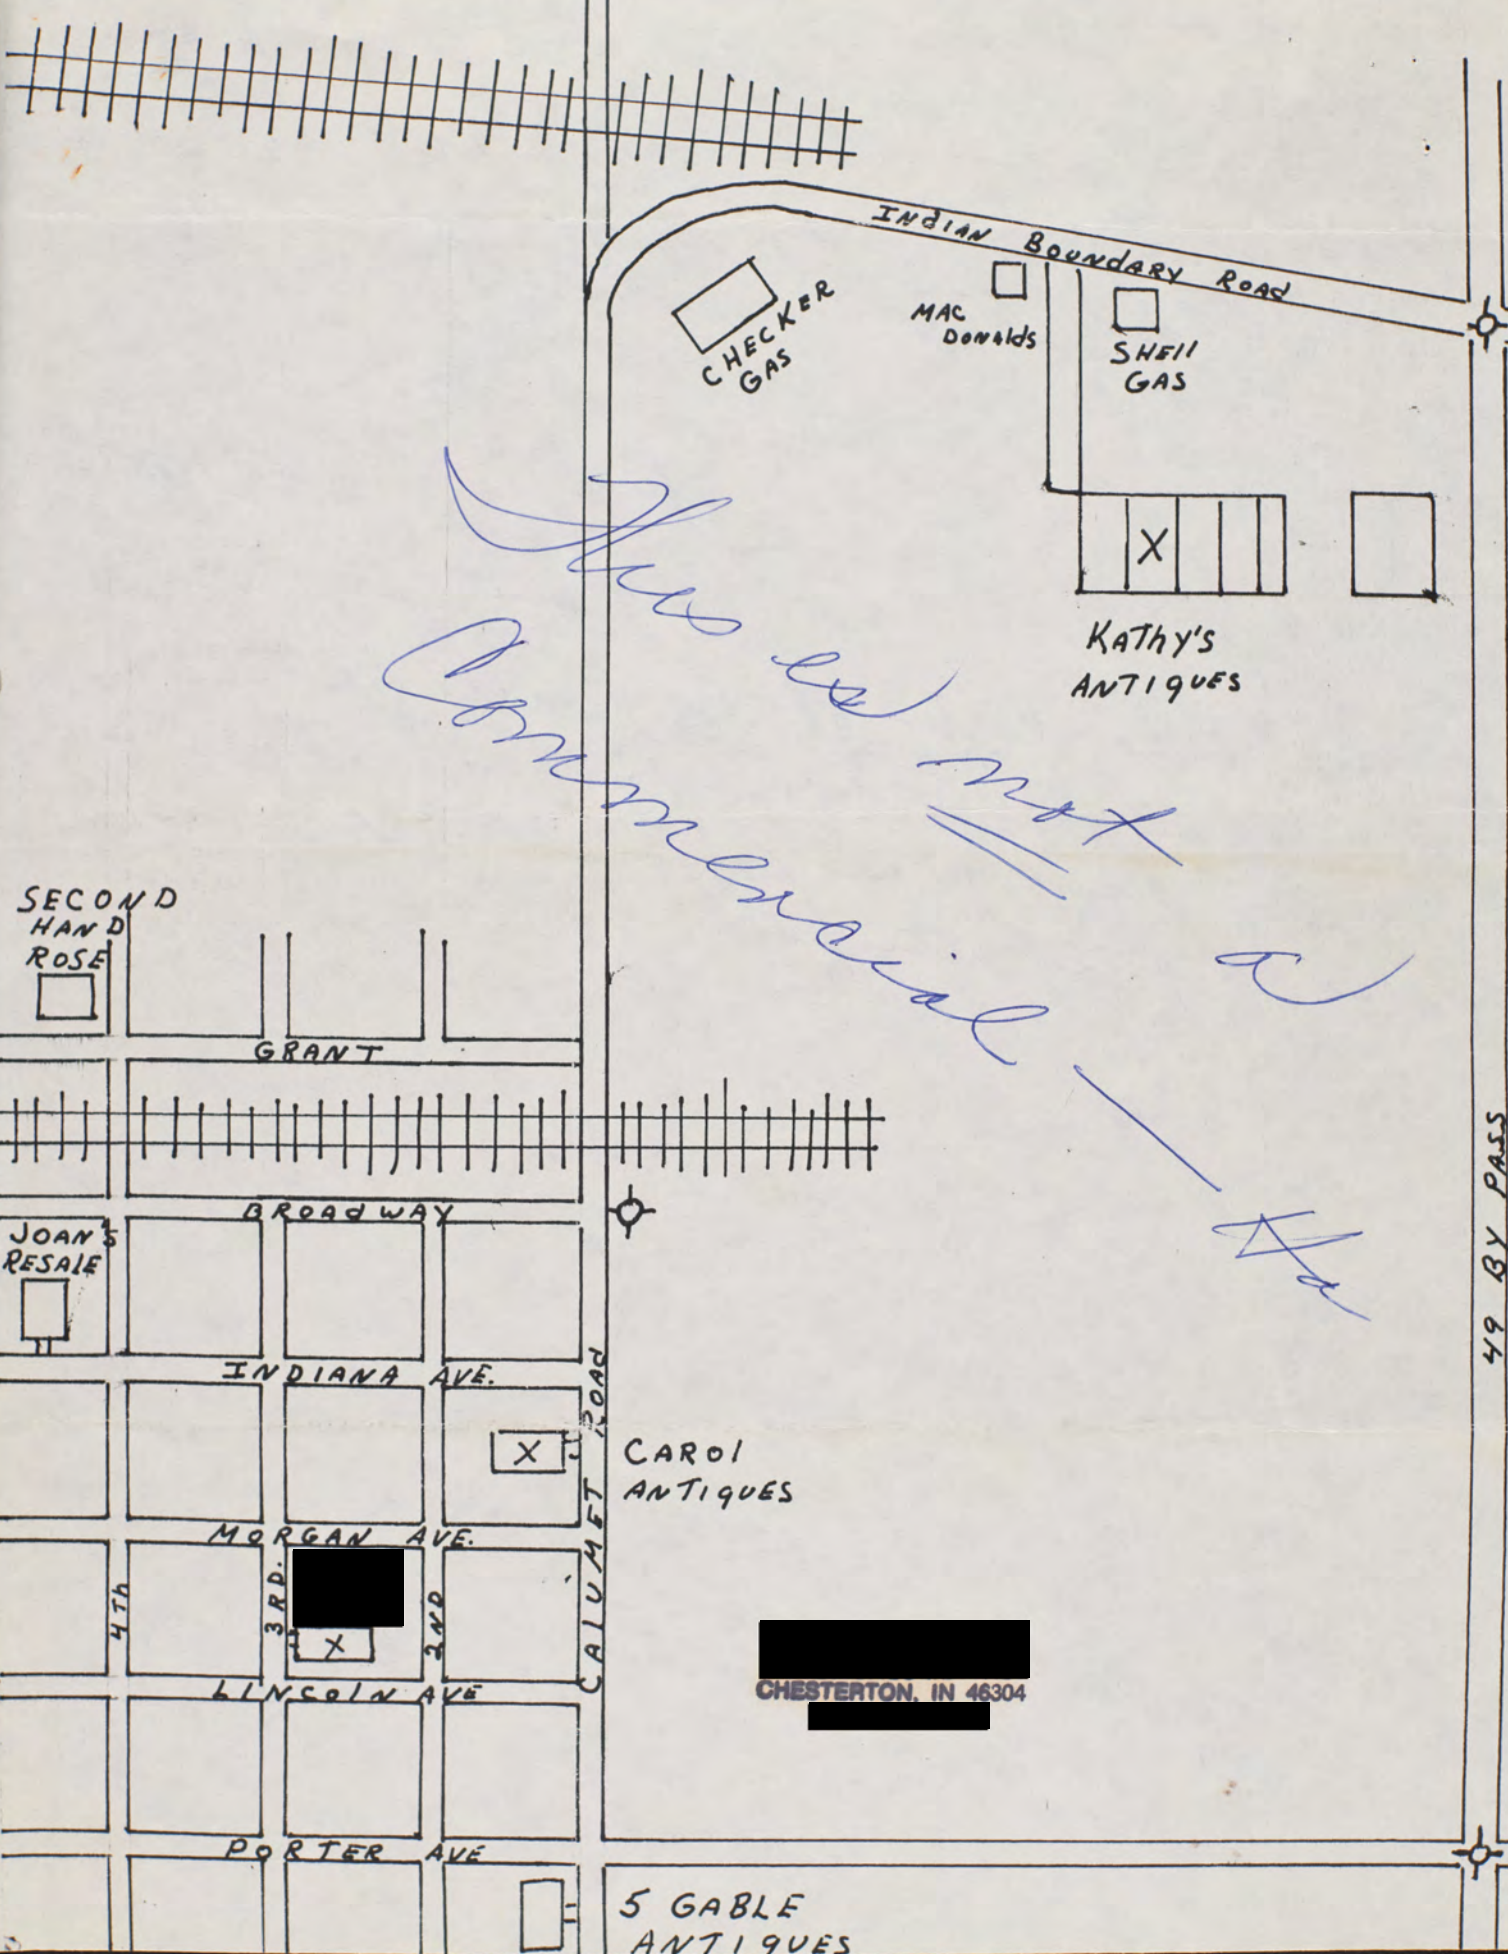 INdIAN BOUNdARY ROAd
CHECKER
GAS
MAC
DONAlds
SHEll
GAS
X
KATHY'S
ANTIQUES
This is not a
Commercial —
SECOND
HAND
ROSE
GRANT
BROAdWAY
JOAN'S
RESAlE
49 BY PASS
INDIANA AVE.
X
CAROl
ANTIQUES
CAlUMET ROAd
MORGAN AVE.
4Th
3RD.
2ND
X
CHESTERTON, IN 46304
LINCOlN AVE
PORTER AVE
5 GABLE
ANTIQUES